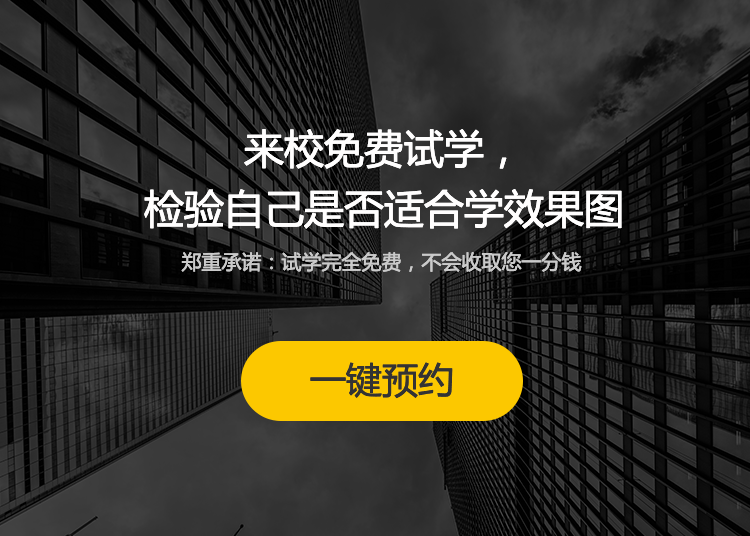 来校免费试学，
检验自己是否适合学效果图
郑重承诺：试学完全免费，不会收取您一分钱
一键预约